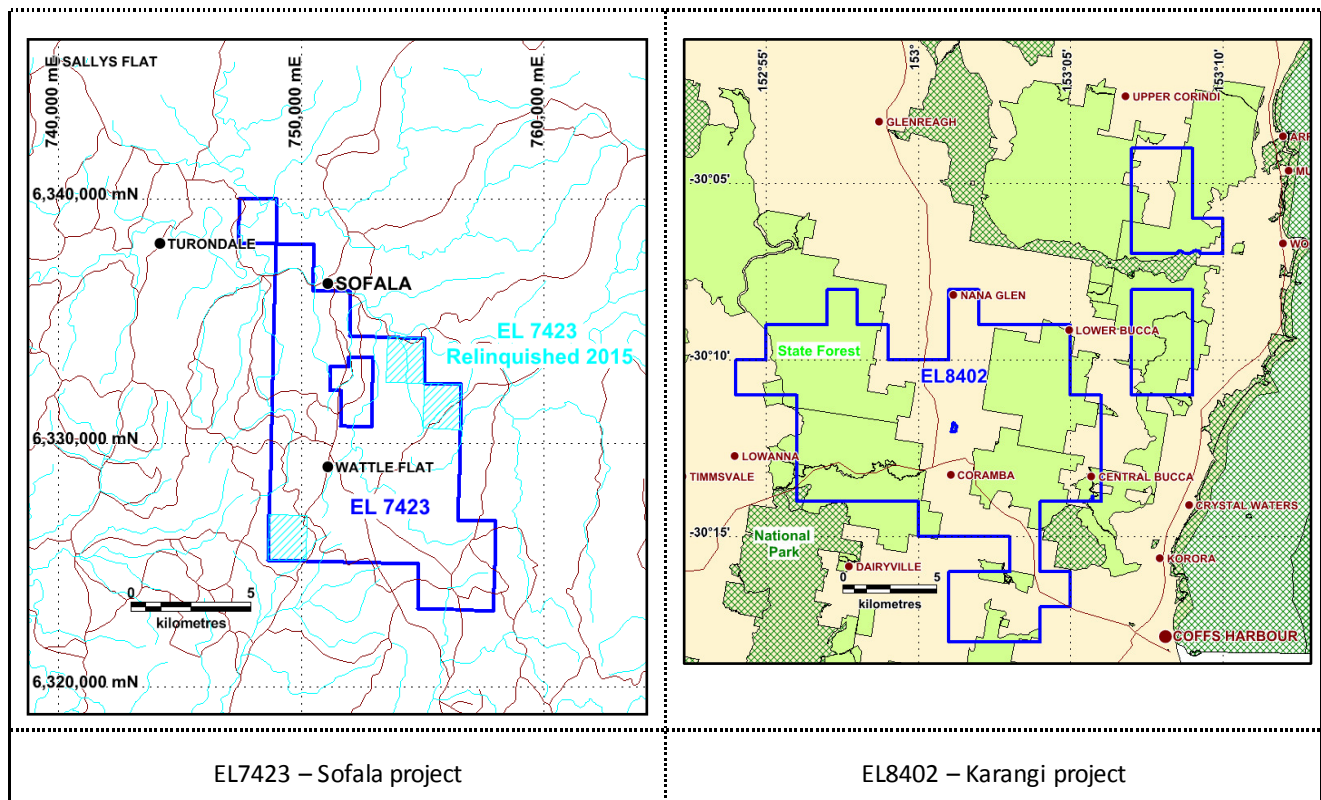 SALLYS FLAT
740,000 mE
750,000 mE
760,000 mE
6,340,000 mN
TURONDALE
SOFALA
EL 7423
Relinquished 2015
6,330,000 mN
WATTLE FLAT
EL 7423
0 5
kilometres
6,320,000 mN
EL7423 – Sofala project
152°55'
153°
153°05'
153°10'
UPPER CORINDI
GLENREAGH
ARR
MU
-30°05'
WO
NANA GLEN
LOWER BUCCA
State Forest
-30°10'
EL8402
LOWANNA
TIMMSVALE
CORAMBA
CENTRAL BUCCA
CRYSTAL WATERS
-30°15'
National
Park
KORORA
DAIRYVILLE
0 5
kilometres
COFFS HARBOUR
EL8402 – Karangi project